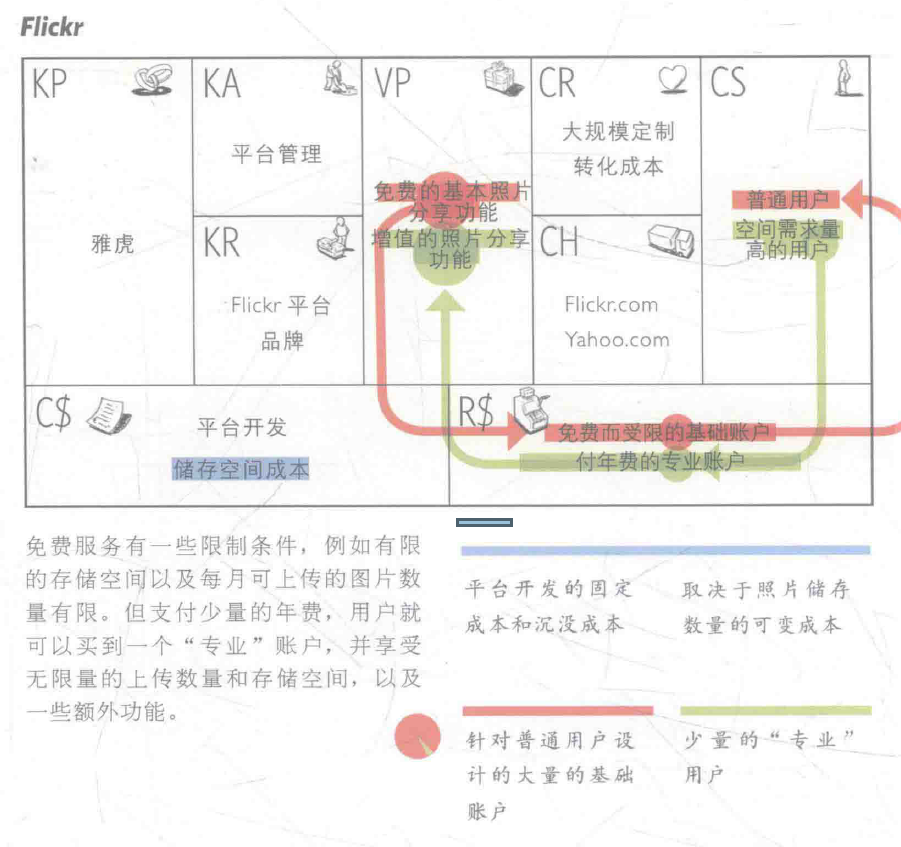 Flickr
KP
雅虎
KA
平台管理
KR
Flickr 平台
品牌
VP
免费的基本照片
分享功能
增值的照片分享
功能
CR
大规模定制
转化成本
CH
Flickr.com
Yahoo.com
CS
普通用户
空间需求量
高的用户
C$
平台开发
储存空间成本
R$
免费而受限的基础账户
付年费的专业账户
免费服务有一些限制条件，例如有限
的存储空间以及每月可上传的图片数
量有限。但支付少量的年费，用户就
可以买到一个“专业”账户，并享受
无限量的上传数量和存储空间，以及
一些额外功能。
平台开发的固定
成本和沉没成本
取决于照片储存
数量的可变成本
针对普通用户设
计的大量的基础
账户
少量的“专业”
用户